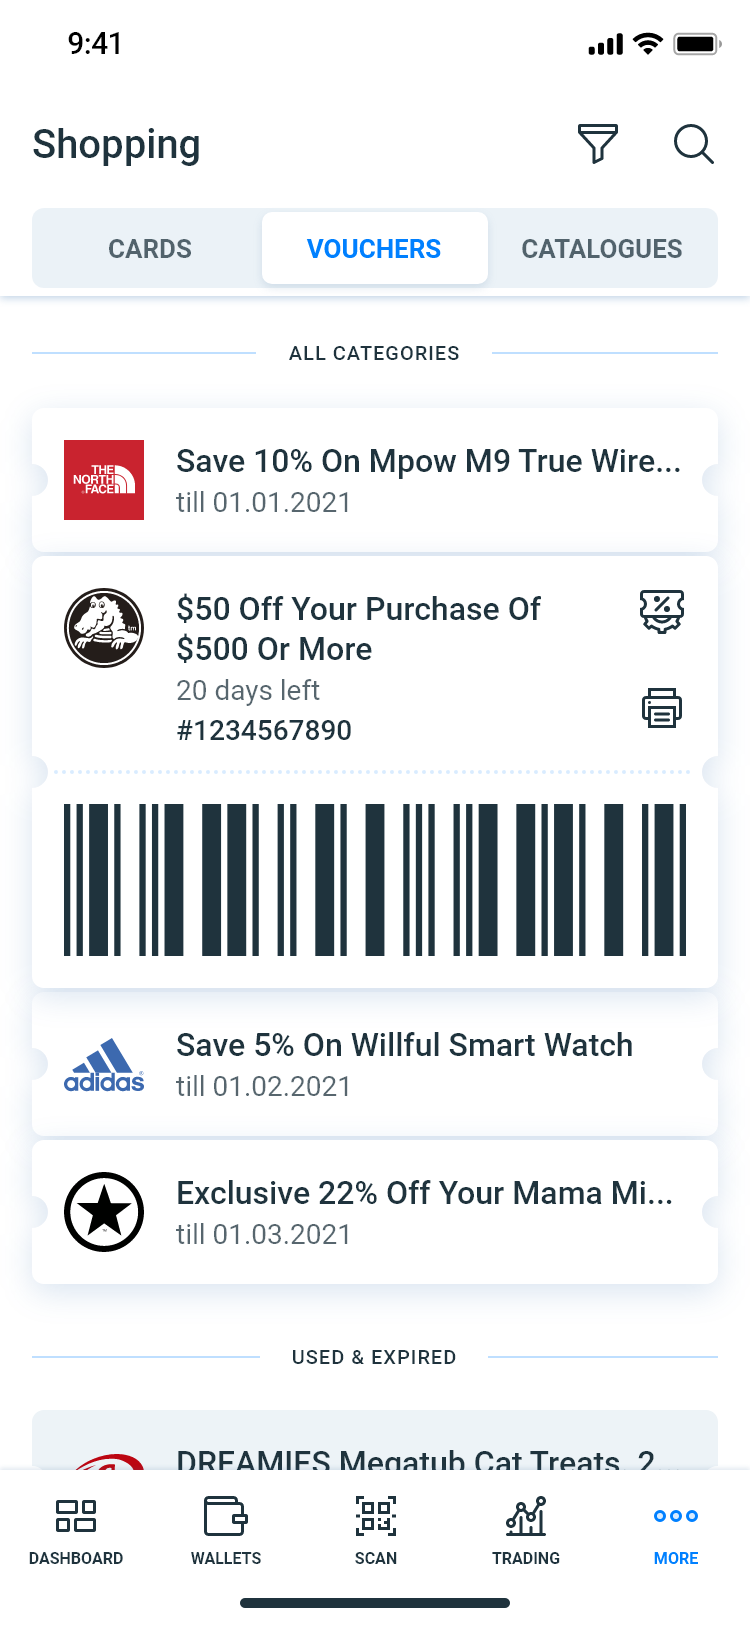 9:41
Shopping
CARDS
VOUCHERS
CATALOGUES
ALL CATEGORIES
THE
NORTH
FACE
Save 10% On Mpow M9 True Wire...
till 01.01.2021
$50 Off Your Purchase Of
$500 Or More
tm
20 days left
#1234567890
adidas
Save 5% On Willful Smart Watch
till 01.02.2021
Exclusive 22% Off Your Mama Mi...
till 01.03.2021
USED & EXPIRED
DREAMIES Megatub Cat Treats, 2...
DASHBOARD
WALLETS
SCAN
TRADING
MORE